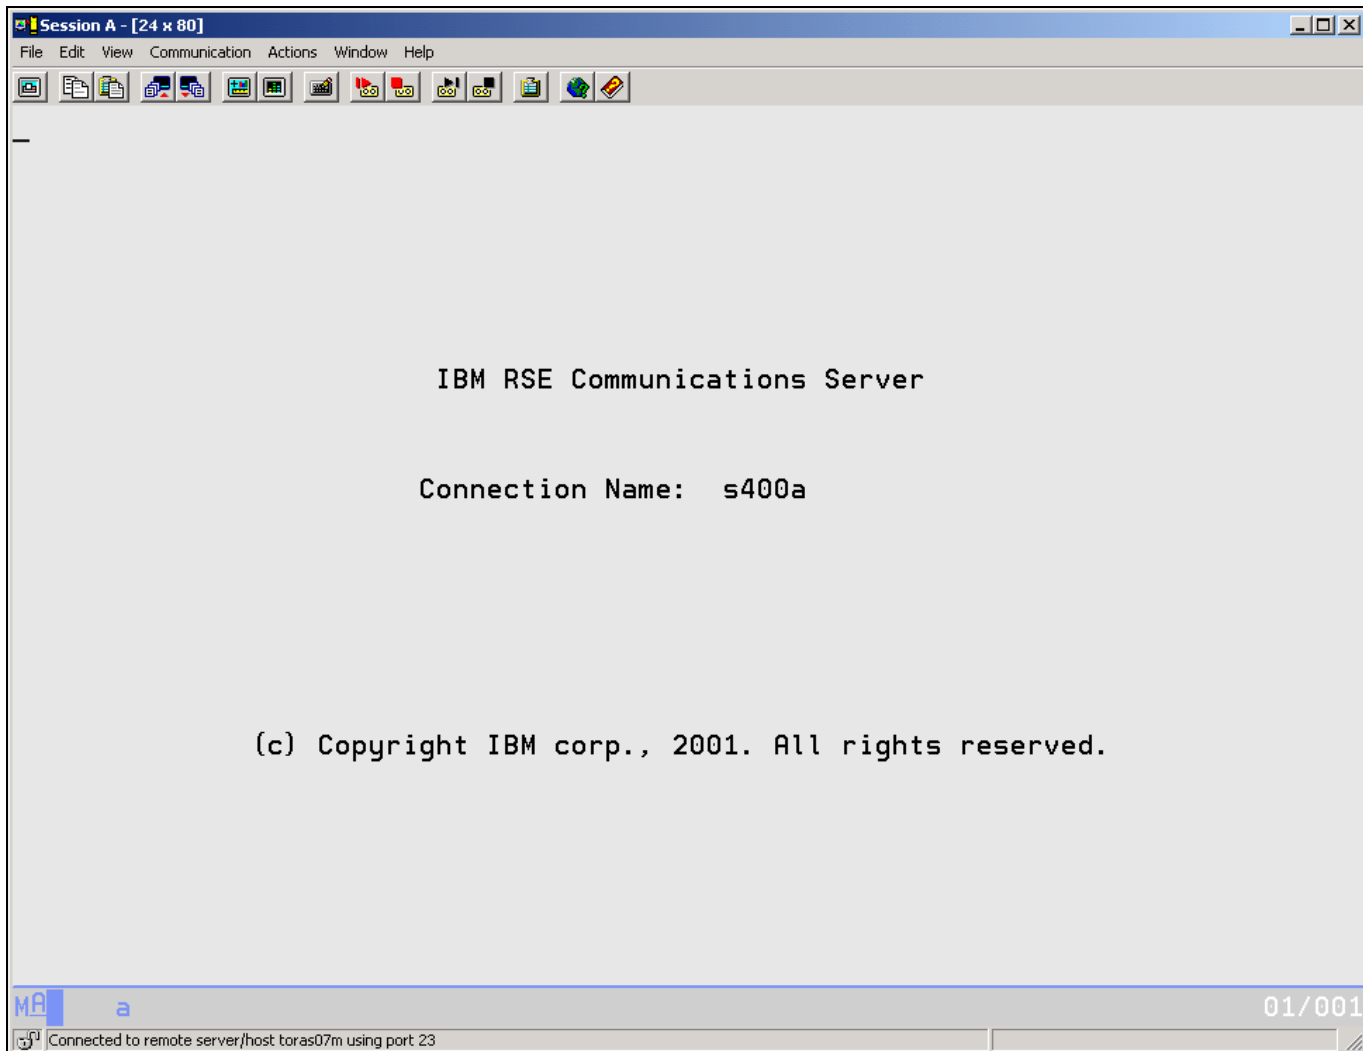 Session A - [24 x 80]
File Edit View Communication Actions Window Help
IBM RSE Communications Server
Connection Name: s400a
(c) Copyright IBM corp., 2001. All rights reserved.
MA a 01/001
Connected to remote server/host toras07m using port 23